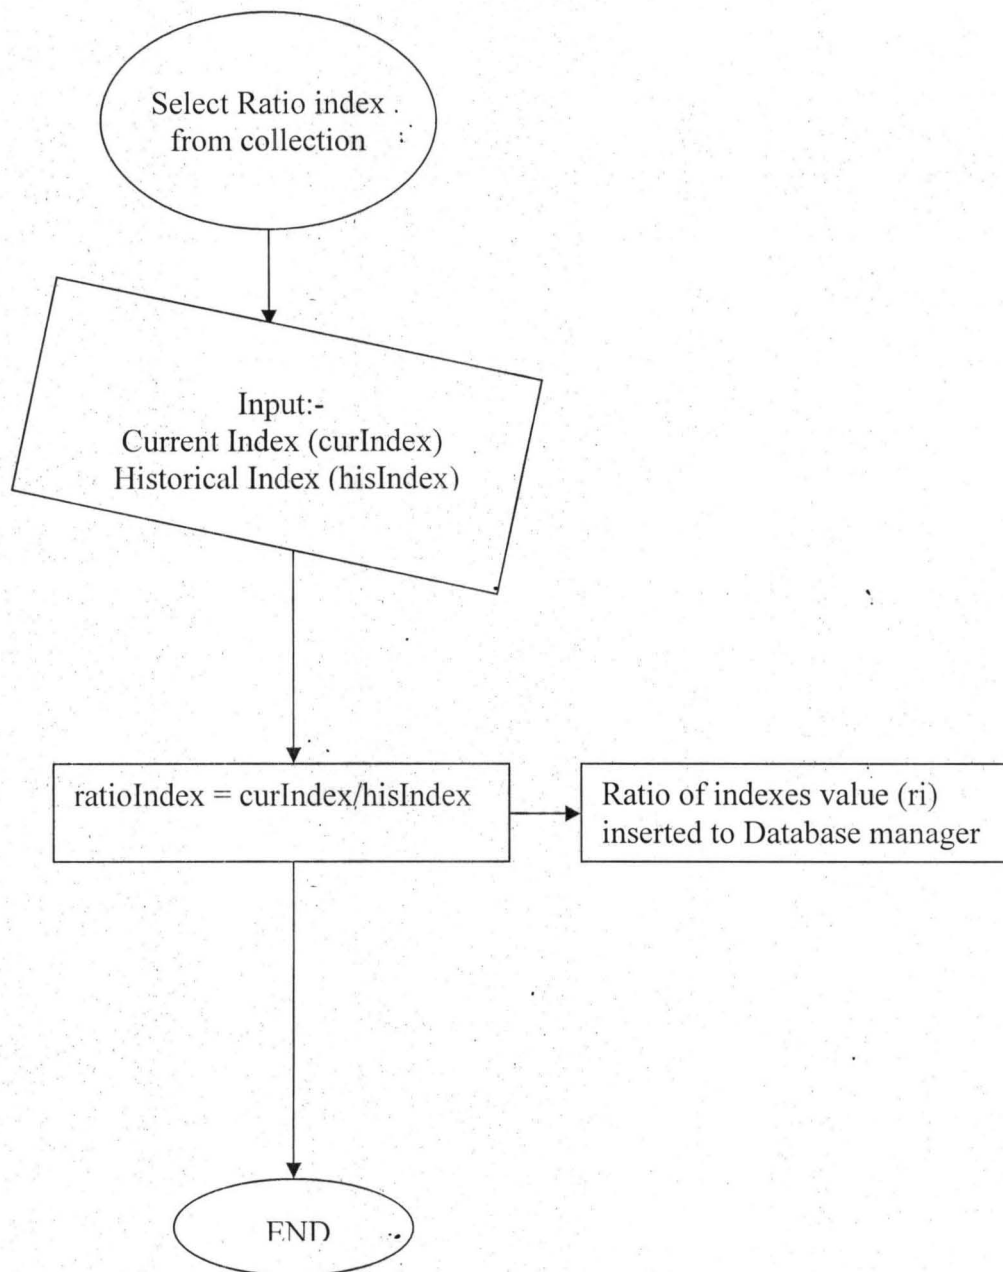 Select Ratio index
from collection
Input:-
Current Index (curIndex)
Historical Index (hisIndex)
ratioIndex = curIndex/hisIndex
Ratio of indexes value (ri)
inserted to Database manager
END